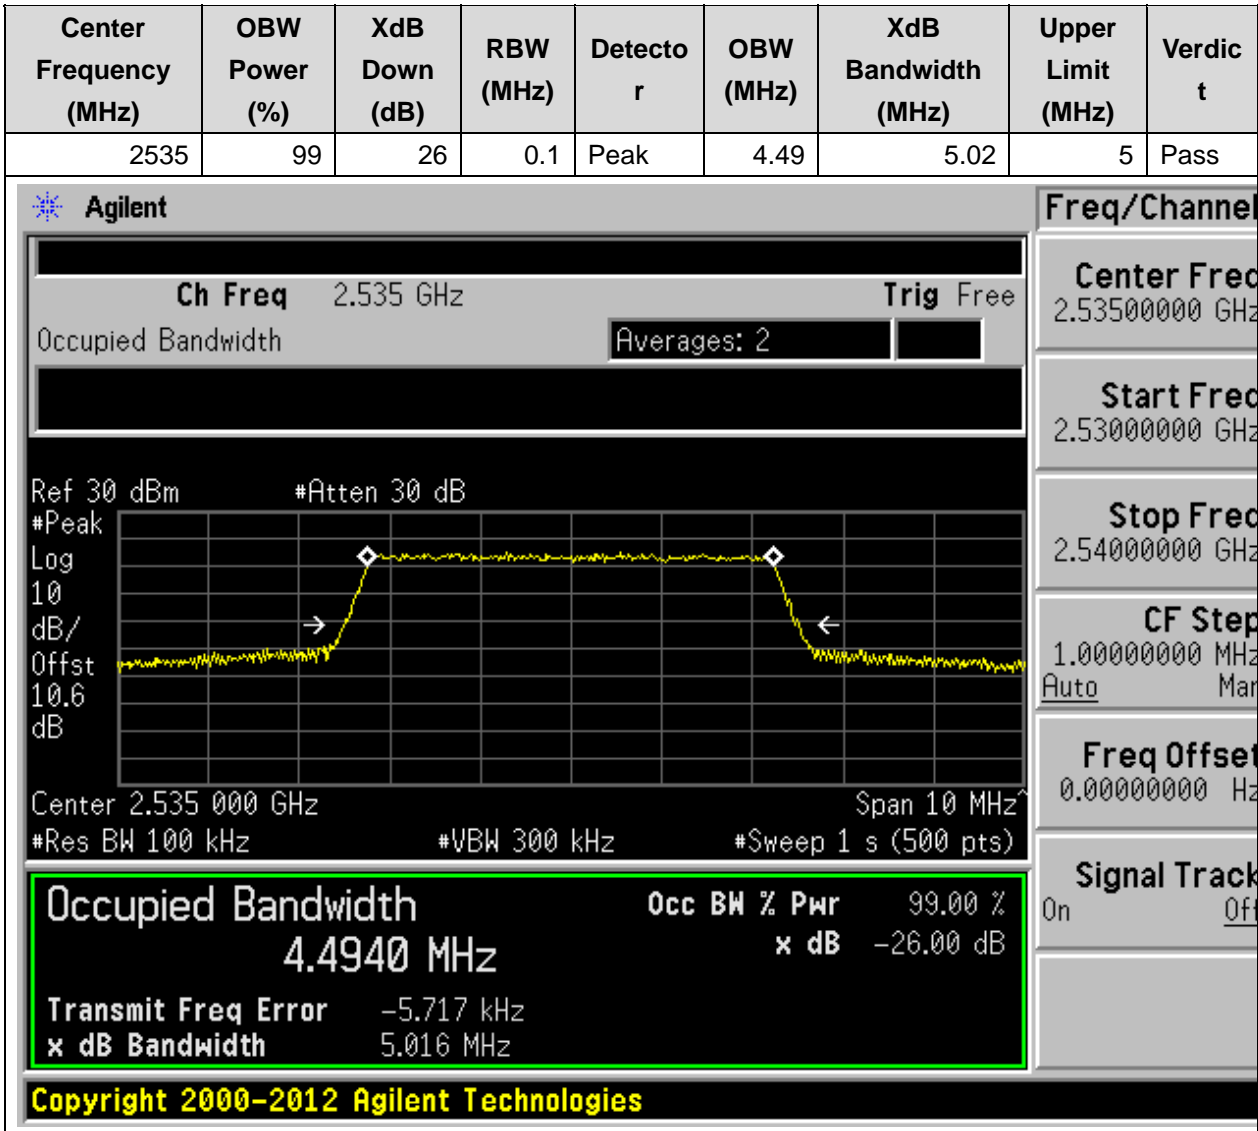 Center Frequency (MHz) OBW Power (%) XdB Down (dB) RBW (MHz) Detecto r OBW (MHz) XdB Bandwidth (MHz) Upper Limit (MHz) Verdic t
2535 99 26 0.1 Peak 4.49 5.02 5 Pass
Agilent
Freq/Channel
Ch Freq 2.535 GHz Trig Free
Occupied Bandwidth Averages: 2
Center Freq
2.53500000 GHz
Start Freq
2.53000000 GHz
Stop Freq
2.54000000 GHz
CF Step
1.00000000 MHz
Auto Man
Freq Offset
0.00000000 Hz
Signal Track
On Off
Ref 30 dBm #Atten 30 dB
#Peak
Log
10
dB/
Offst
10.6
dB
Center 2.535 000 GHz Span 10 MHz^
#Res BW 100 kHz #VBW 300 kHz #Sweep 1 s (500 pts)
Occupied Bandwidth Occ BW % Pwr 99.00 %
4.4940 MHz x dB -26.00 dB
Transmit Freq Error -5.717 kHz
x dB Bandwidth 5.016 MHz
Copyright 2000-2012 Agilent Technologies